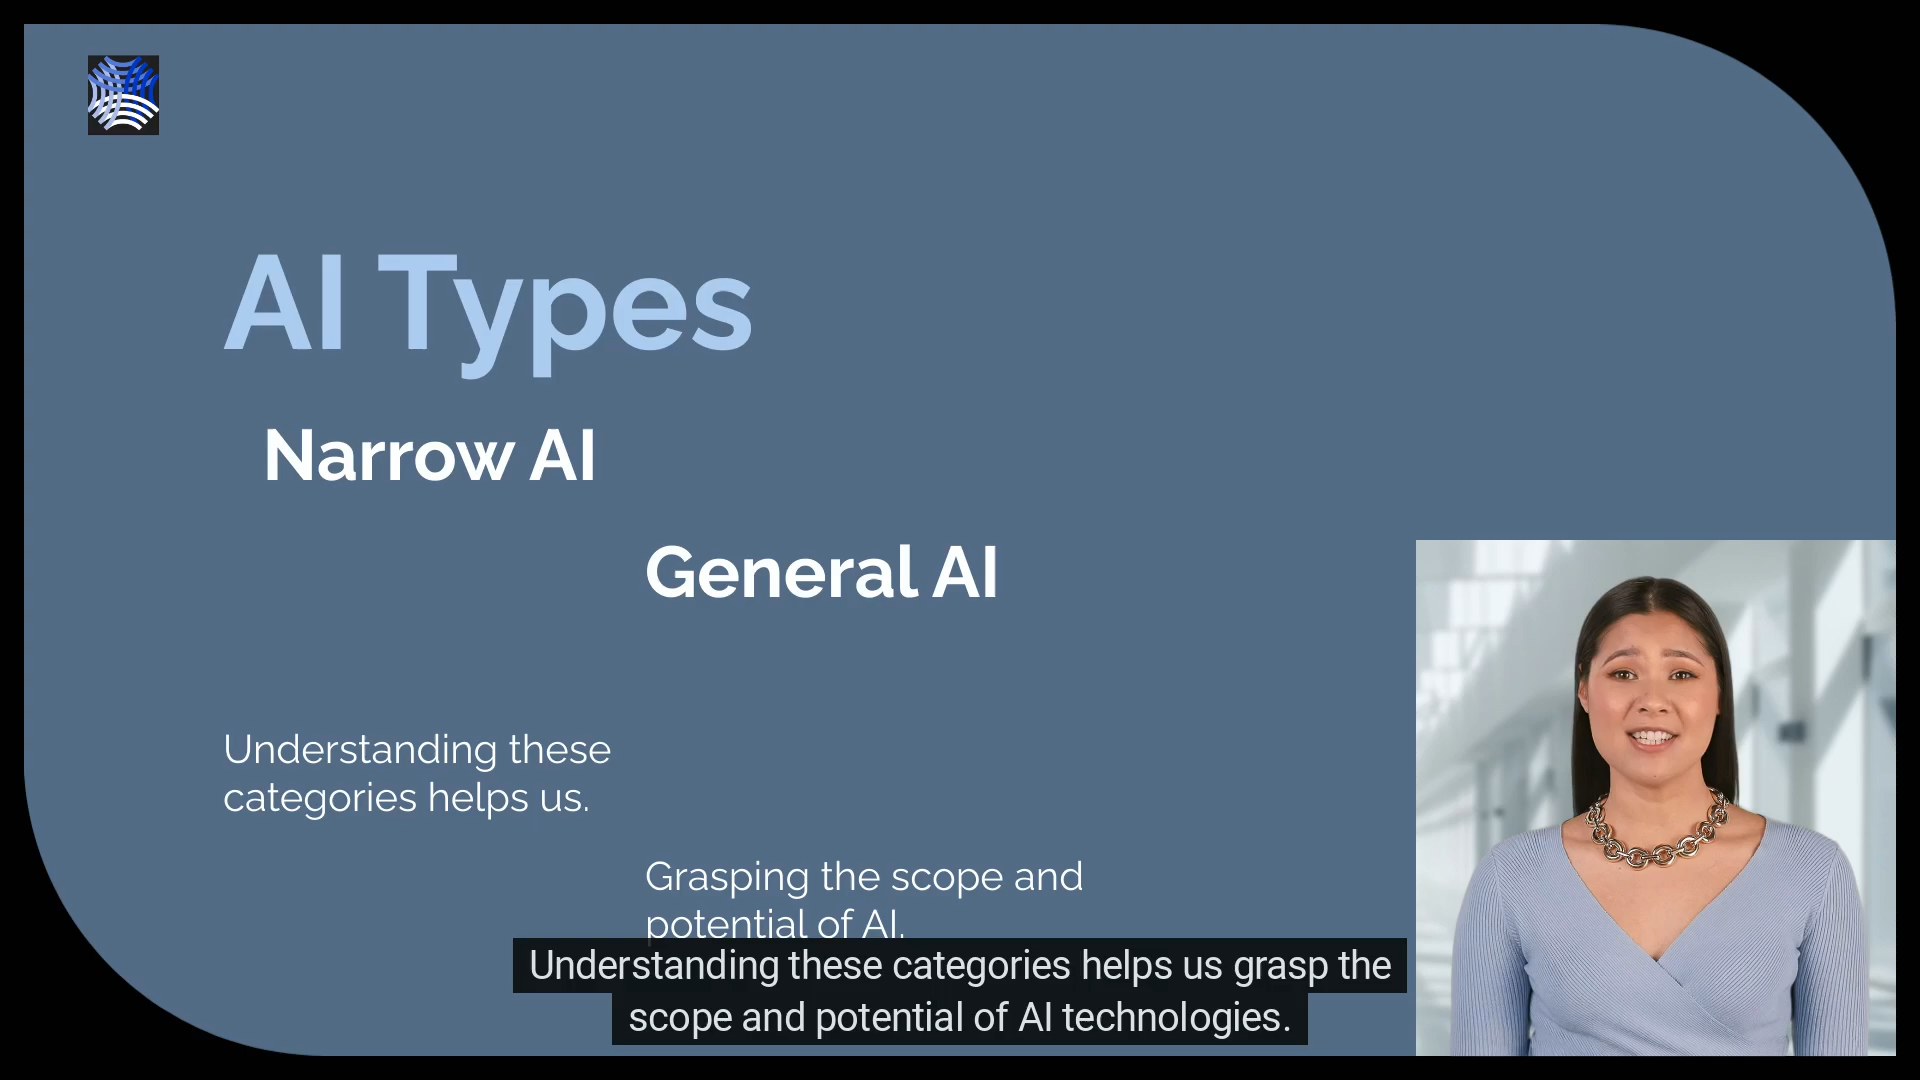 AI Types
Narrow AI
General AI
Understanding these
categories helps us.
Grasping the scope and
potential of AI.
Understanding these categories helps us grasp the
scope and potential of AI technologies.